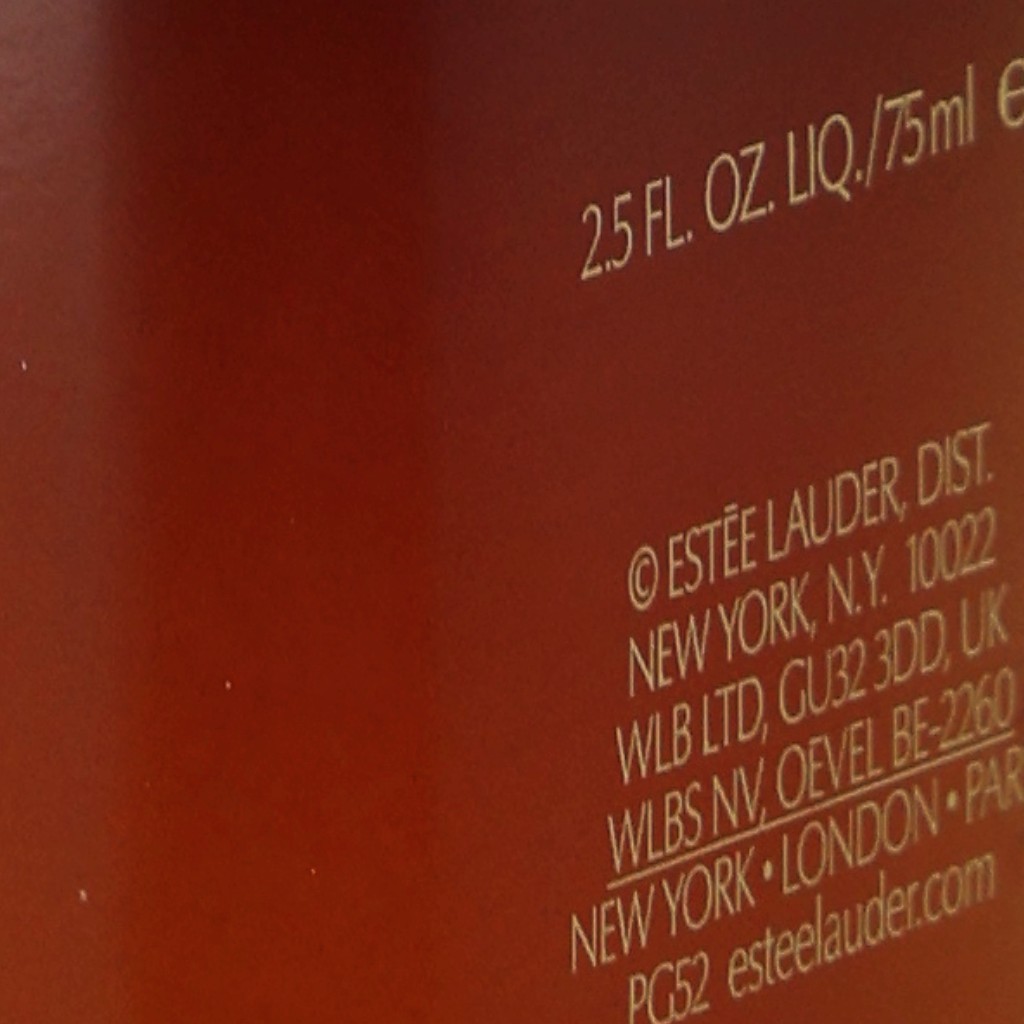 2.5 FL. OZ. LIQ./75ml ℮
© ESTĒE LAUDER, DIST.
NEW YORK, N.Y. 10022
WLB LTD, GU32 3DD, UK
WLBS NV, OEVEL BE-2260
NEW YORK • LONDON • PAR
PG52 esteelauder.com